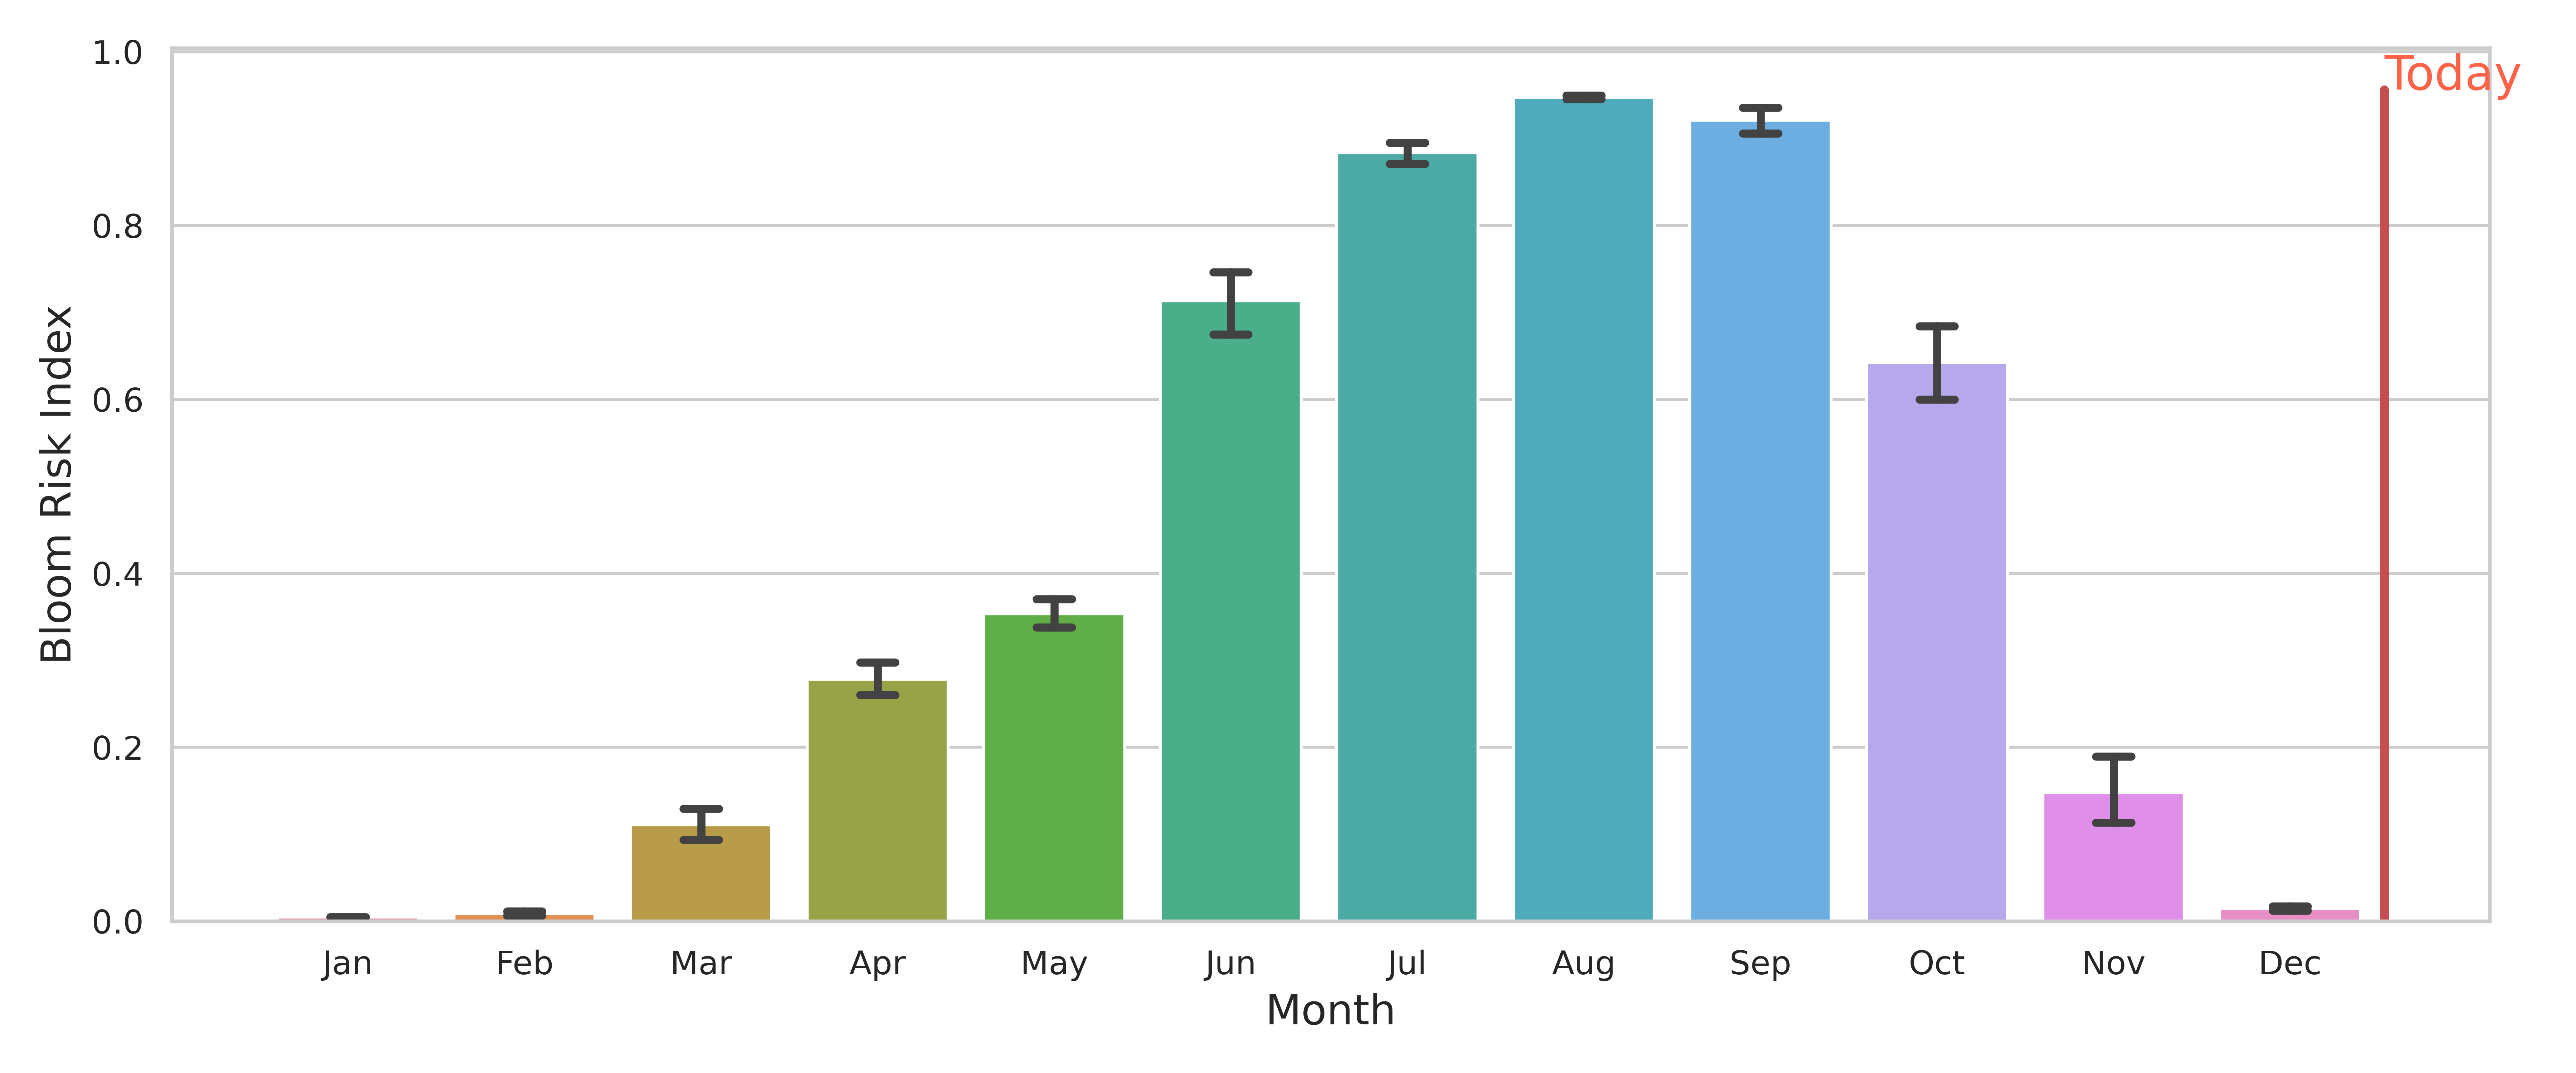 1.0
Today
0.8
0.6
0.4
0.2
0.0
Bloom Risk Index
Jan Feb Mar Apr May Jun Jul Aug Sep Oct Nov Dec
Month